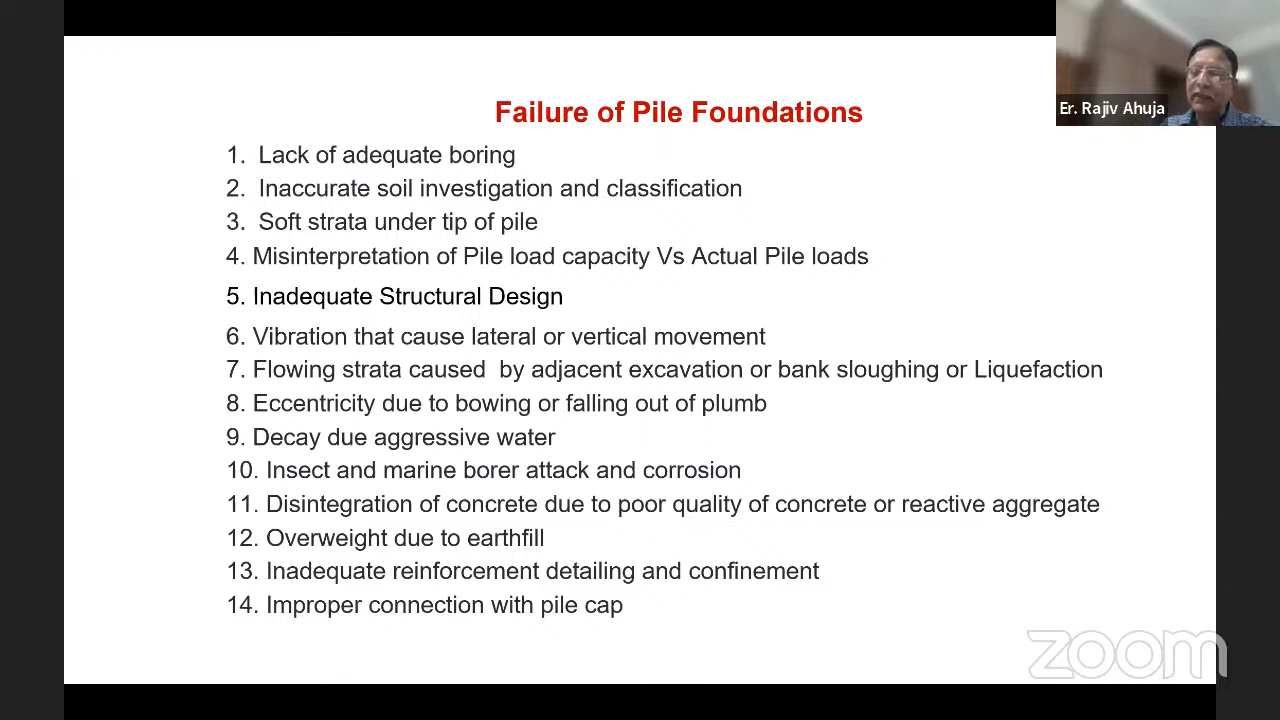 Er. Rajiv Ahuja
Failure of Pile Foundations
1. Lack of adequate boring
2. Inaccurate soil investigation and classification
3. Soft strata under tip of pile
4. Misinterpretation of Pile load capacity Vs Actual Pile loads
5. Inadequate Structural Design
6. Vibration that cause lateral or vertical movement
7. Flowing strata caused by adjacent excavation or bank sloughing or Liquefaction
8. Eccentricity due to bowing or falling out of plumb
9. Decay due aggressive water
10. Insect and marine borer attack and corrosion
11. Disintegration of concrete due to poor quality of concrete or reactive aggregate
12. Overweight due to earthfill
13. Inadequate reinforcement detailing and confinement
14. Improper connection with pile cap
zoom